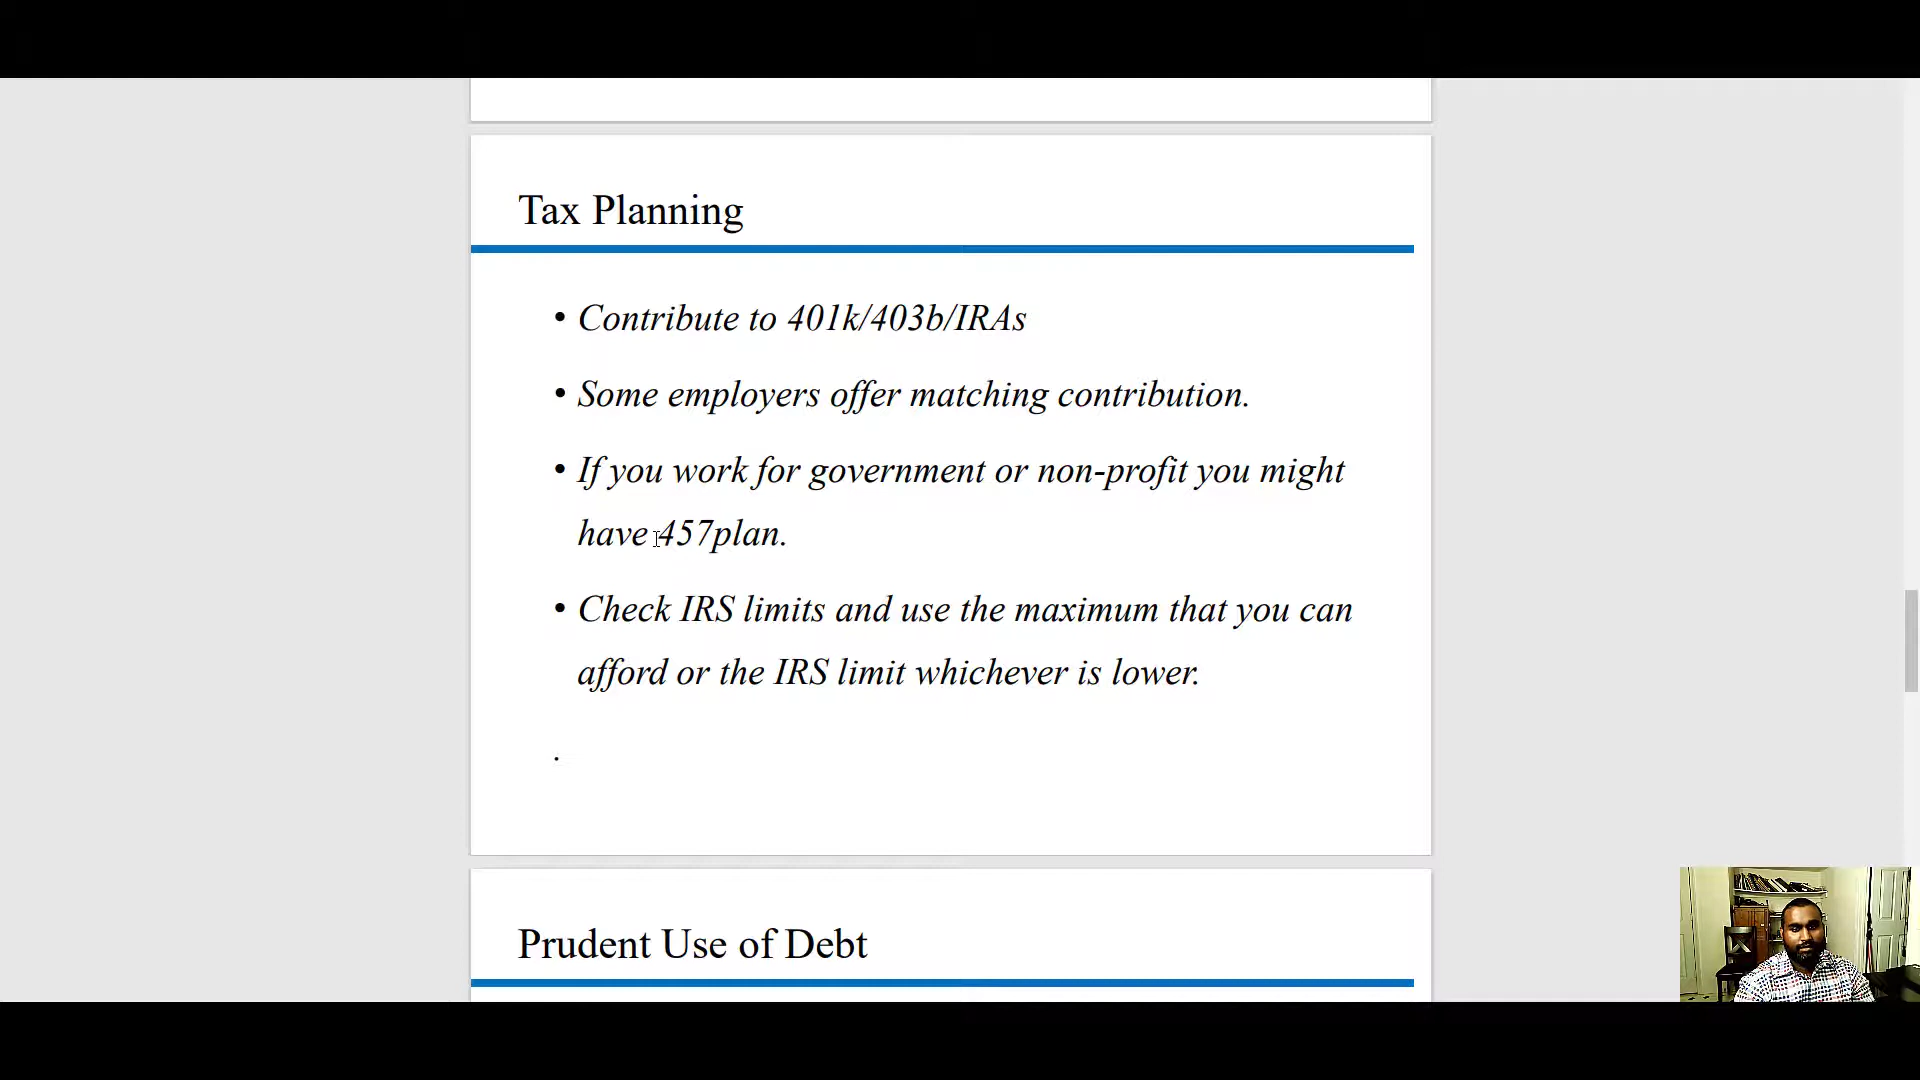 Tax Planning
• Contribute to 401k/403b/IRAs
• Some employers offer matching contribution.
• If you work for government or non-profit you might
have 457plan.
• Check IRS limits and use the maximum that you can
afford or the IRS limit whichever is lower.
.
Prudent Use of Debt